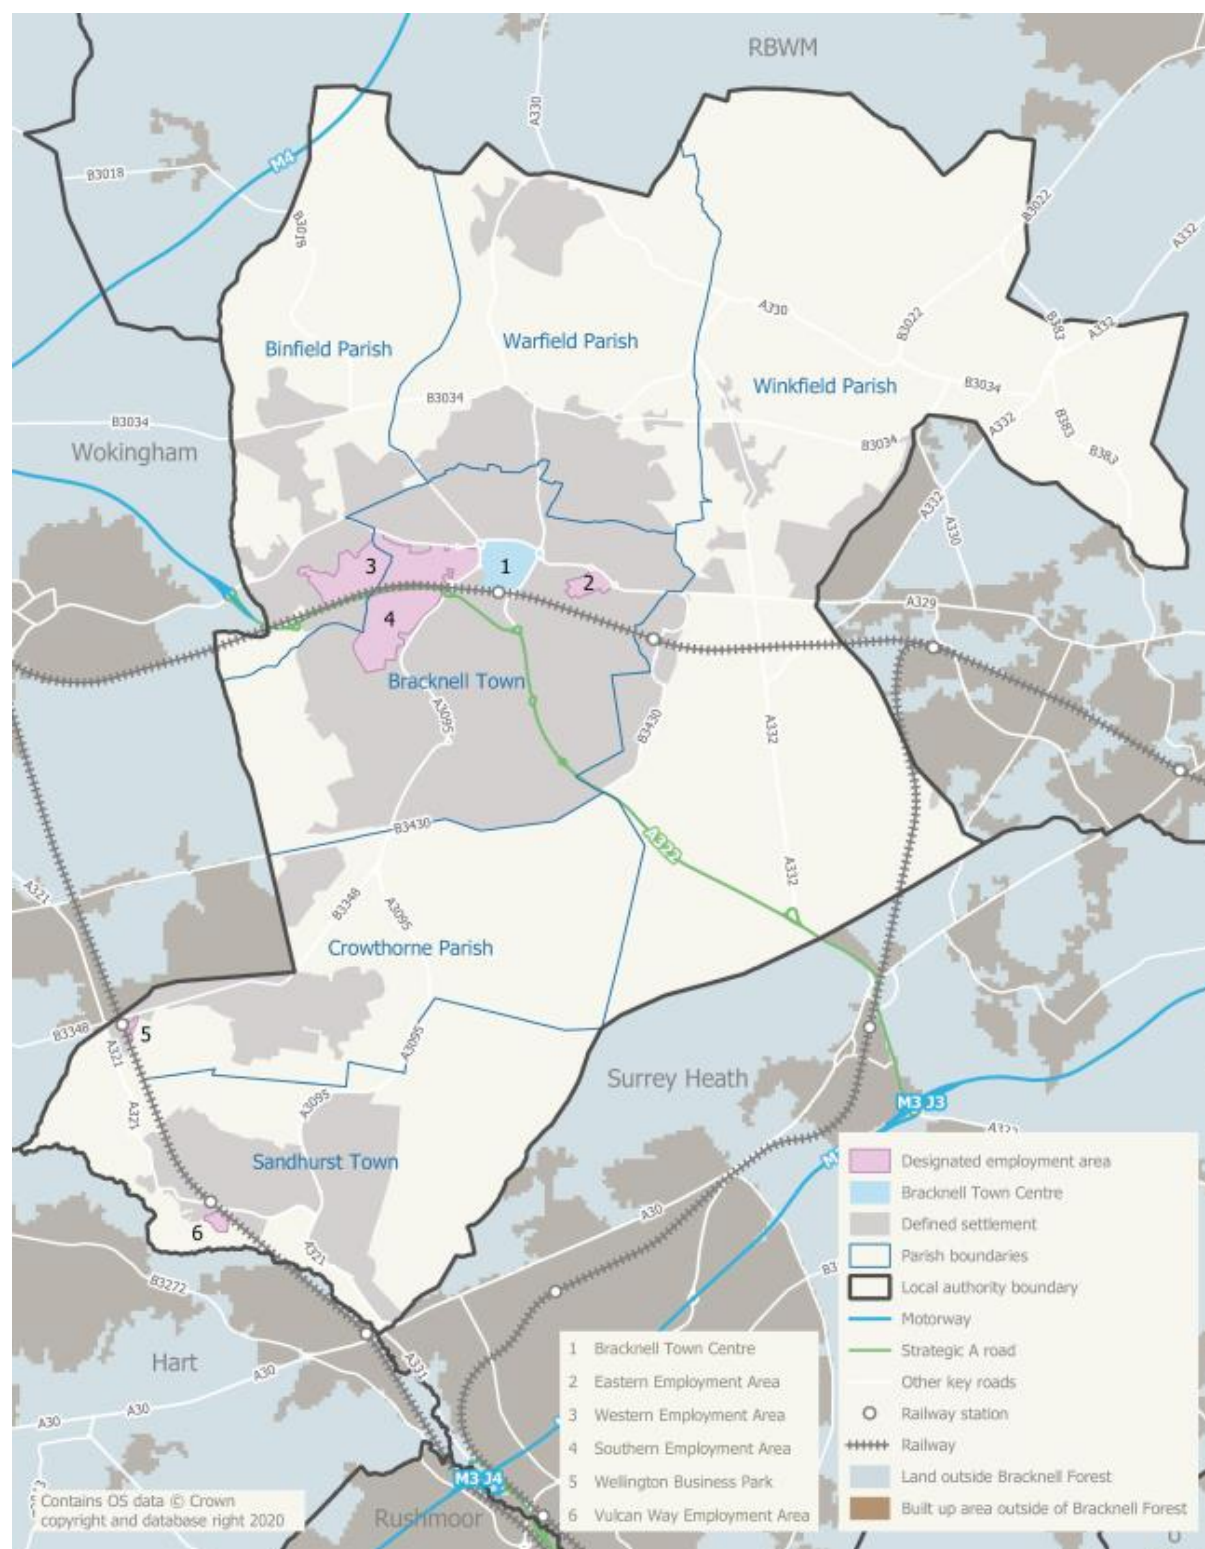 RBWM
A330
M4
B3018
B3018
B3022
A332
A330
B3022
B383
A332
Warfield Parish
Binfield Parish
Winkfield Parish
B3034
B3034
B3034
Wokingham
A332
B383
B383
B3034
A332
A330
1
3
2
A329
4
Bracknell Town
A3095
B3430
A332
B3430
A322
A332
A321
B3348
A3095
Crowthorne Parish
B3348
5
A321
A3095
Surrey Heath
M3 J3
A321
A3095
Sandhurst Town
A30
6
A321
B3272
Hart
A331
A30
A30
A30
M3 J4
Rushmoor
Designated employment area
Bracknell Town Centre
Defined settlement
Parish boundaries
Local authority boundary
Motorway
Strategic A road
Other key roads
Railway station
Railway
Land outside Bracknell Forest
Built up area outside of Bracknell Forest
1 Bracknell Town Centre
2 Eastern Employment Area
3 Western Employment Area
4 Southern Employment Area
5 Wellington Business Park
6 Vulcan Way Employment Area
Contains OS data © Crown
copyright and database right 2020